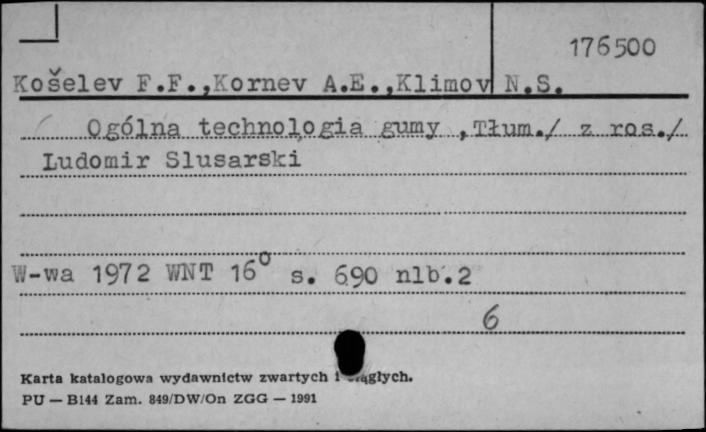 176500
Košelev F.F.,Kornev A.E.,Klimov N.S.
Ogólna technologia gumy ,Tłum./ z ros./
Ludomir Slusarski
W-wa 1972 WNT 16° s. 690 nlb.2
6
Karta katalogowa wydawnictw zwartych i
PU — B144 Zam. 849/DW/On ZGG — 1991